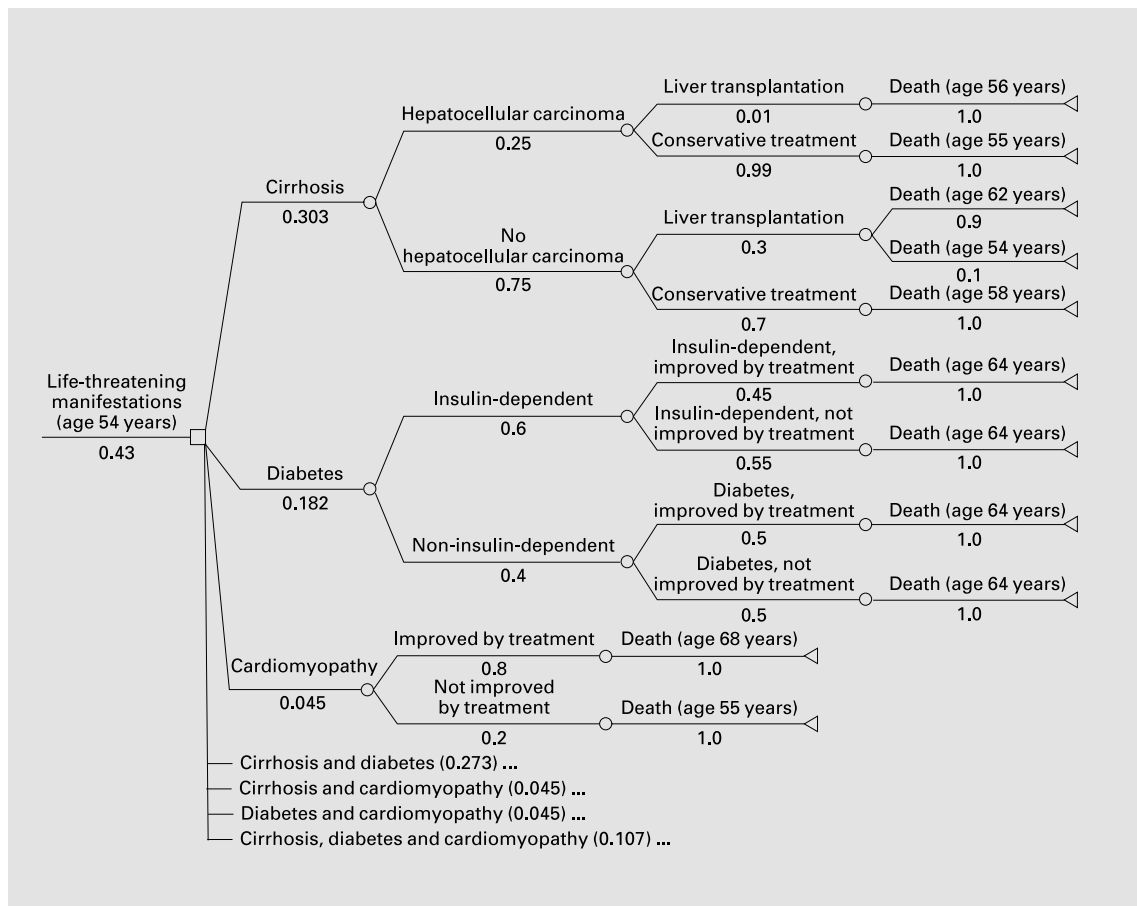 Life-threatening
manifestations
(age 54 years)
0.43
Cirrhosis
0.303
Hepatocellular carcinoma
0.25
Liver transplantation
0.01
Death (age 56 years)
1.0
Conservative treatment
0.99
Death (age 55 years)
1.0
No
hepatocellular carcinoma
0.75
Liver transplantation
0.3
Death (age 62 years)
0.9
Death (age 54 years)
0.1
Conservative treatment
0.7
Death (age 58 years)
1.0
Diabetes
0.182
Insulin-dependent
0.6
Insulin-dependent,
improved by treatment
0.45
Death (age 64 years)
1.0
Insulin-dependent, not
improved by treatment
0.55
Death (age 64 years)
1.0
Non-insulin-dependent
0.4
Diabetes,
improved by treatment
0.5
Death (age 64 years)
1.0
Diabetes, not
improved by treatment
0.5
Death (age 64 years)
1.0
Cardiomyopathy
0.045
Improved by treatment
0.8
Death (age 68 years)
1.0
Not improved
by treatment
0.2
Death (age 55 years)
1.0
Cirrhosis and diabetes (0.273) ...
Cirrhosis and cardiomyopathy (0.045) ...
Diabetes and cardiomyopathy (0.045) ...
Cirrhosis, diabetes and cardiomyopathy (0.107) ...